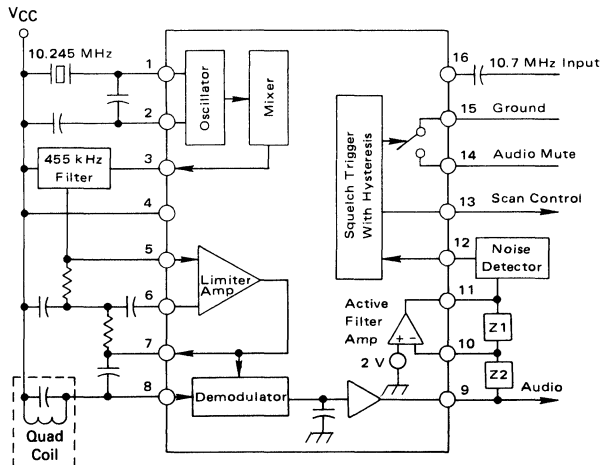 VCC
10.245 MHz
1
2
3
4
5
6
7
8
455 kHz
Filter
Quad
Coil
Oscillator
Mixer
Limiter
Amp
Demodulator
Squelch Trigger
With Hysteresis
Active
Filter
Amp
+ -
2 V
16
10.7 MHz Input
15
Ground
14
Audio Mute
13
Scan Control
12
Noise
Detector
11
Z1
10
Z2
9
Audio